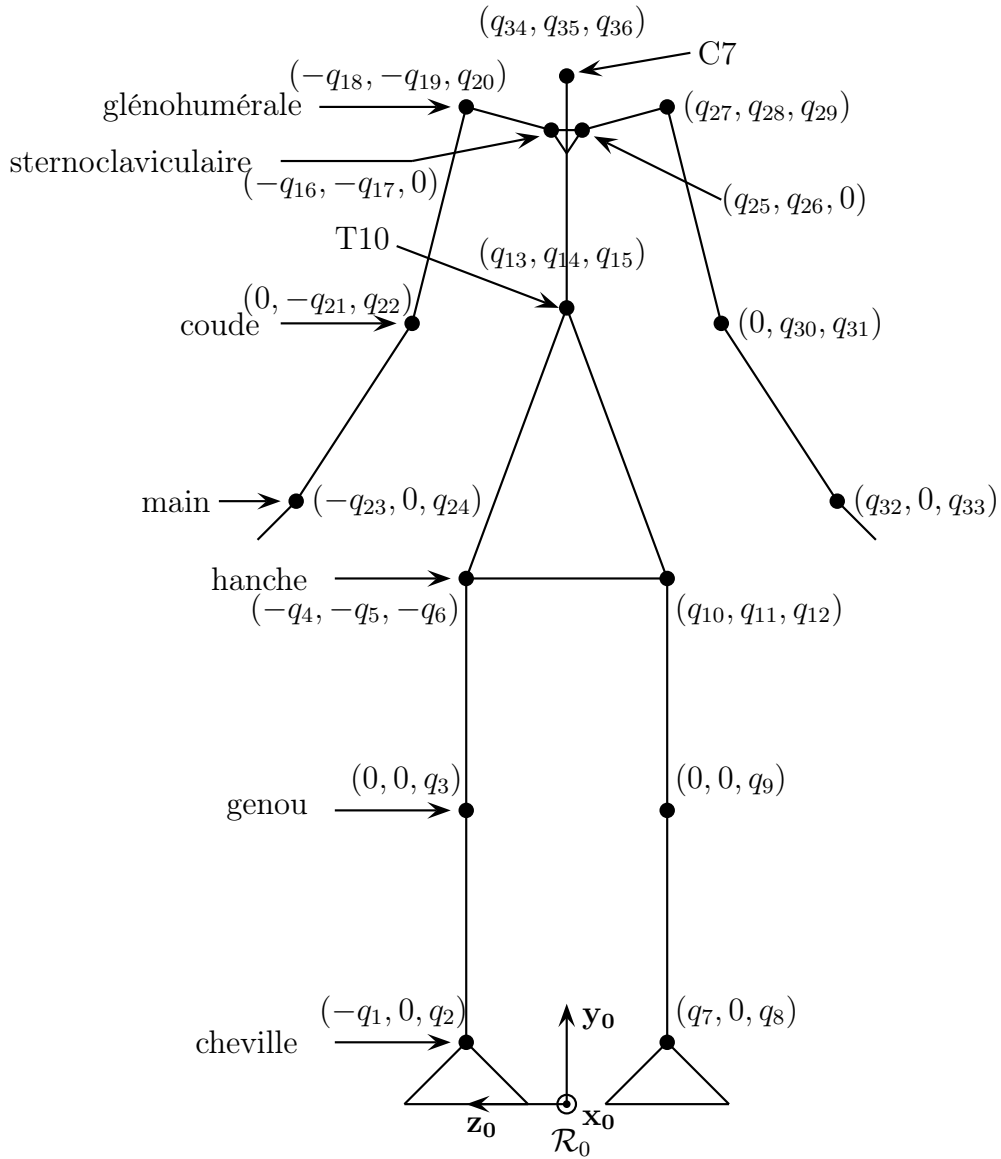 (q₃₄, q₃₅, q₃₆)
C7
(−q₁₈, −q₁₉, q₂₀)
glénohumérale
(q₂₇, q₂₈, q₂₉)
sternoclaviculaire
(−q₁₆, −q₁₇, 0)
(q₂₅, q₂₆, 0)
T10
(q₁₃, q₁₄, q₁₅)
(0, −q₂₁, q₂₂)
coude
(0, q₃₀, q₃₁)
main
(−q₂₃, 0, q₂₄)
(q₃₂, 0, q₃₃)
hanche
(−q₄, −q₅, −q₆)
(q₁₀, q₁₁, q₁₂)
(0, 0, q₃)
(0, 0, q₉)
genou
(−q₁, 0, q₂)
y₀
(q₇, 0, q₈)
cheville
z₀
x₀
ℛ₀